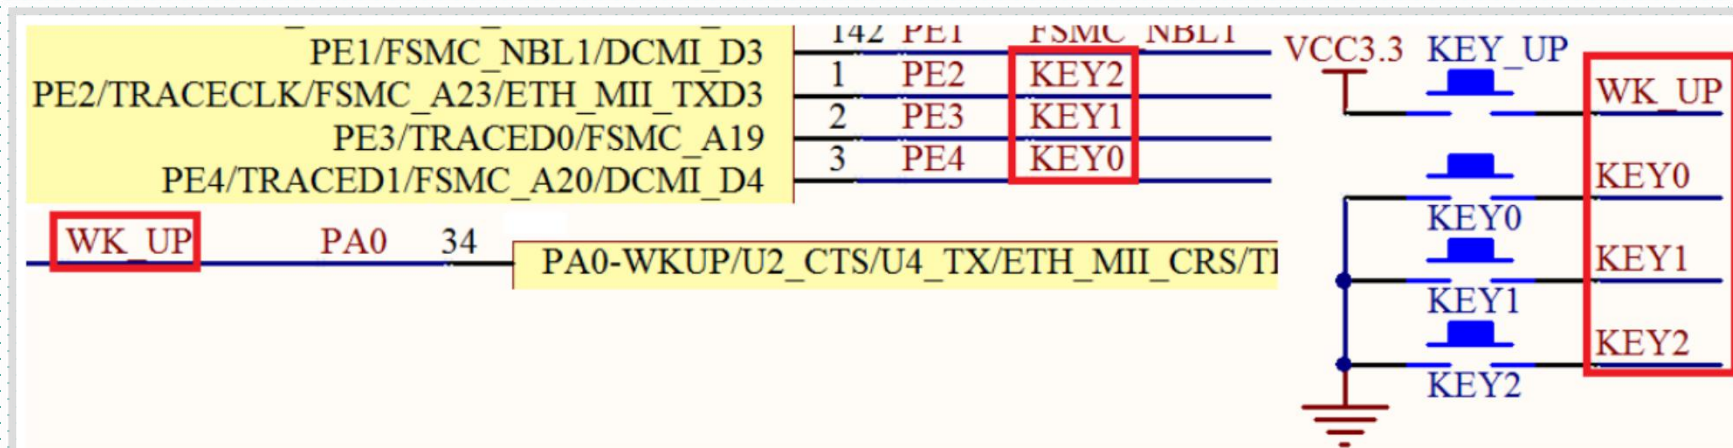 142 PE1 FSMC_NBL1
PE1/FSMC_NBL1/DCMI_D3
1 PE2 KEY2
PE2/TRACECLK/FSMC_A23/ETH_MII_TXD3
2 PE3 KEY1
PE3/TRACED0/FSMC_A19
3 PE4 KEY0
PE4/TRACED1/FSMC_A20/DCMI_D4
WK_UP PA0 34
PA0-WKUP/U2_CTS/U4_TX/ETH_MII_CRS/
VCC3.3 KEY_UP
WK_UP
KEY0
KEY0
KEY1
KEY1
KEY2
KEY2